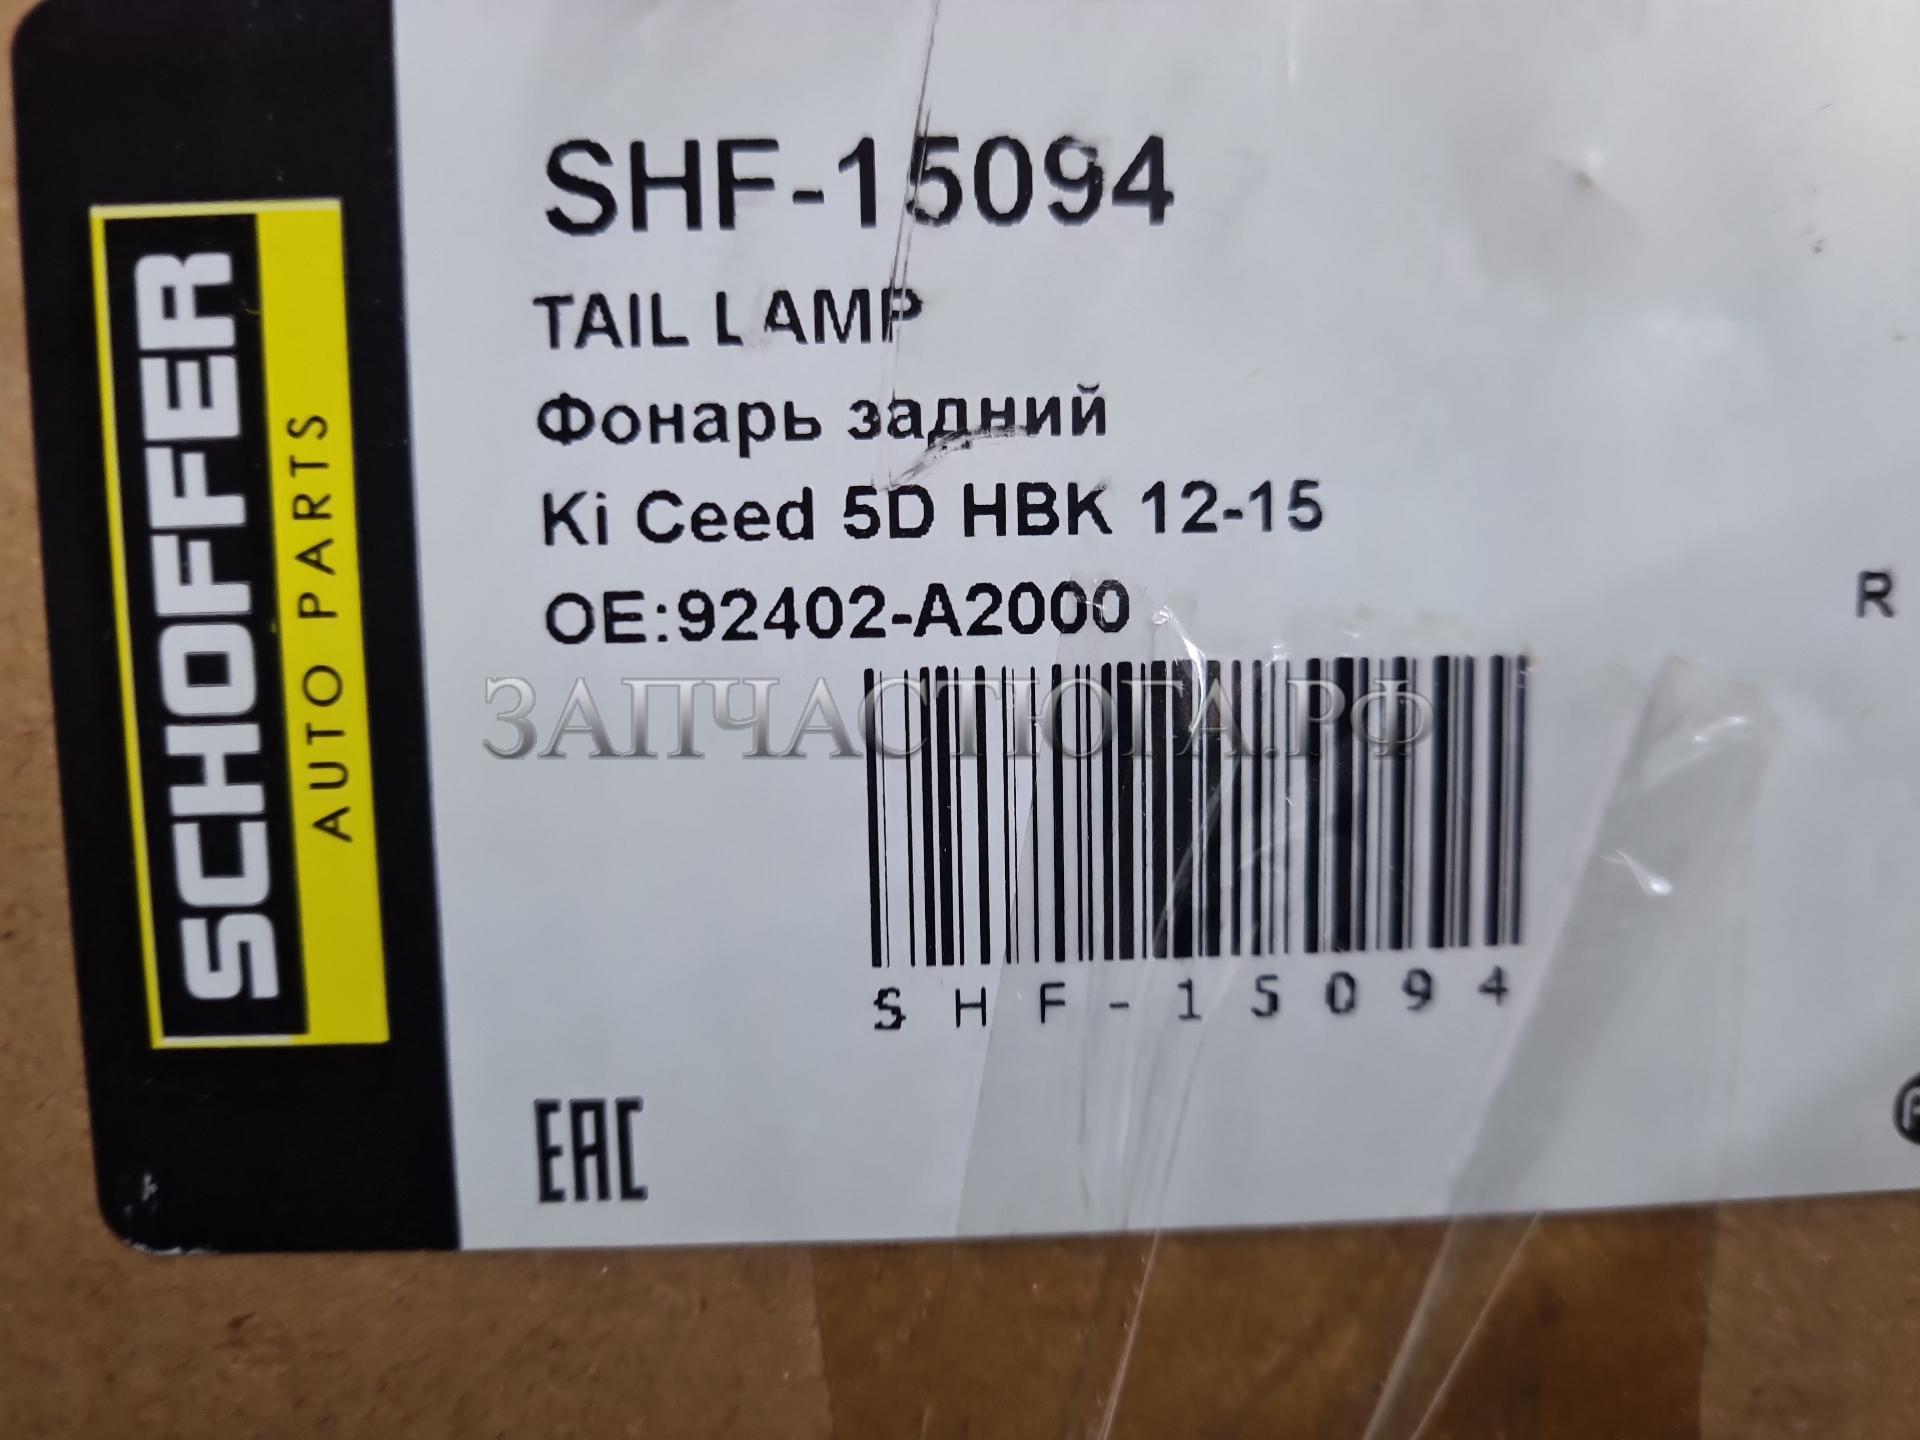 SCHOFFER
AUTO PARTS
SHF-15094
TAIL LAMP
Фонарь задний
Ki Ceed 5D HBK 12-15
OE:92402-A2000
R
ЗАПЧАСТЮГА.РФ
SHF-15094
EAC